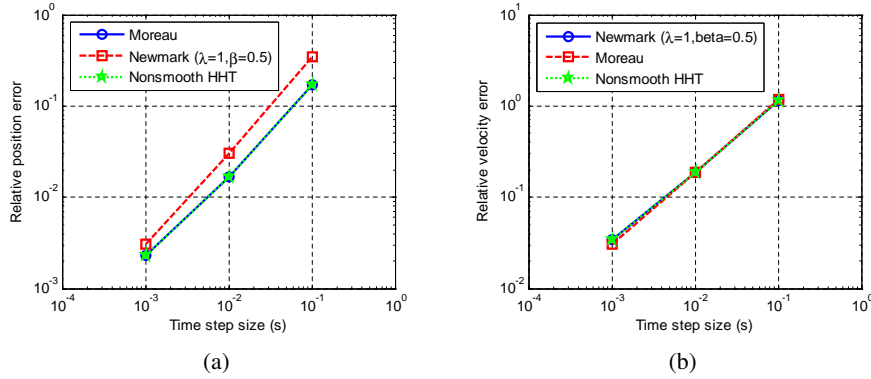 Moreau
Newmark (λ=1,β=0.5)
Nonsmooth HHT
Relative position error
10^0
10^-1
10^-2
10^-3
10^-4
10^-3
10^-2
10^-1
10^0
Time step size (s)
(a)
Newmark (λ=1,beta=0.5)
Moreau
Nonsmooth HHT
Relative velocity error
10^1
10^0
10^-1
10^-2
10^-4
10^-3
10^-2
10^-1
10^0
Time step size (s)
(b)